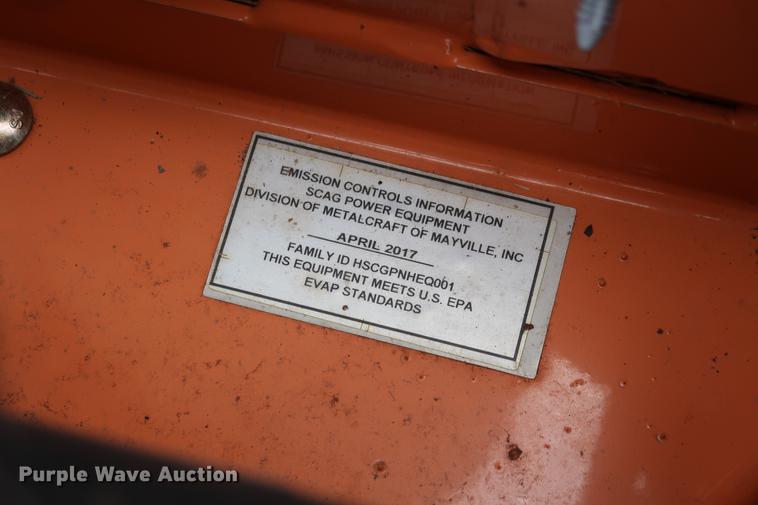 EMISSION CONTROLS INFORMATION
SCAG POWER EQUIPMENT
DIVISION OF METALCRAFT OF MAYVILLE, INC
APRIL 2017
FAMILY ID HSCGPNHEQ001
THIS EQUIPMENT MEETS U.S. EPA
EVAP STANDARDS
Purple Wave Auction